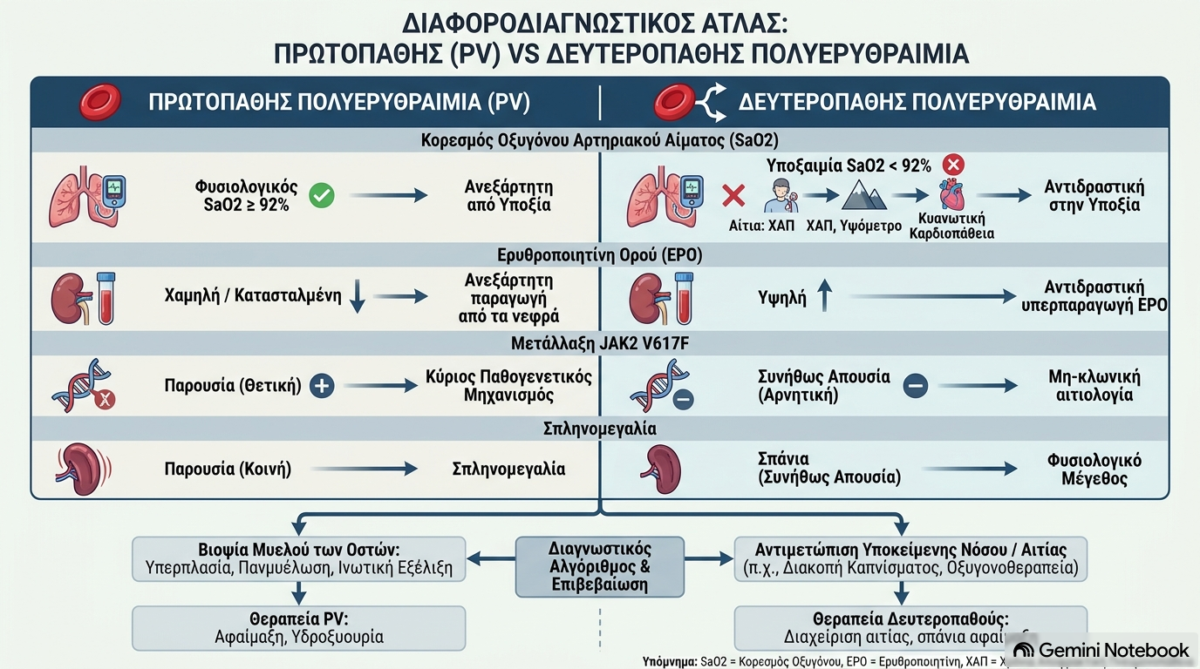 ΔΙΑΦΟΡΟΔΙΑΓΝΩΣΤΙΚΟΣ ΑΤΛΑΣ:
ΠΡΩΤΟΠΑΘΗΣ (PV) VS ΔΕΥΤΕΡΟΠΑΘΗΣ ΠΟΛΥΕΡΥΘΡΑΙΜΙΑ
ΠΡΩΤΟΠΑΘΗΣ ΠΟΛΥΕΡΥΘΡΑΙΜΙΑ (PV)
ΔΕΥΤΕΡΟΠΑΘΗΣ ΠΟΛΥΕΡΥΘΡΑΙΜΙΑ
Κορεσμός Οξυγόνου Αρτηριακού Αίματος (SaO2)
Φυσιολογικός
SaO2 ≥ 92%
Ανεξάρτητη
από Υποξία
Υποξαιμία SaO2 < 92%
Αίτια: ΧΑΠ
ΧΑΠ, Υψόμετρο
Κυανωτική
Καρδιοπάθεια
Αντιδραστική
στην Υποξία
Ερυθροποιητίνη Ορού (EPO)
Χαμηλή / Κατασταλμένη
Ανεξάρτητη
παραγωγή
από τα νεφρά
Υψηλή
Αντιδραστική
υπερπαραγωγή EPO
Μετάλλαξη JAK2 V617F
Παρουσία (Θετική)
Κύριος Παθογενετικός
Μηχανισμός
Συνήθως Απουσία
(Αρνητική)
Μη-κλωνική
αιτιολογία
Σπληνομεγαλία
Παρουσία (Κοινή)
Σπληνομεγαλία
Σπάνια
(Συνήθως Απουσία)
Φυσιολογικό
Μέγεθος
Βιοψία Μυελού των Οστών:
Υπερπλασία, Πανμυέλωση, Ινωτική Εξέλιξη
Διαγνωστικός
Αλγόριθμος &
Επιβεβαίωση
Αντιμετώπιση Υποκείμενης Νόσου / Αιτίας
(π.χ., Διακοπή Καπνίσματος, Οξυγονοθεραπεία)
Θεραπεία PV:
Αφαίμαξη, Υδροξυουρία
Θεραπεία Δευτεροπαθούς:
Διαχείριση αιτίας, σπάνια
Υπόμνημα: SaO2 = Κορεσμός Οξυγόνου, EPO = Ερυθροποιητίνη, ΧΑΠ =
Gemini Notebook